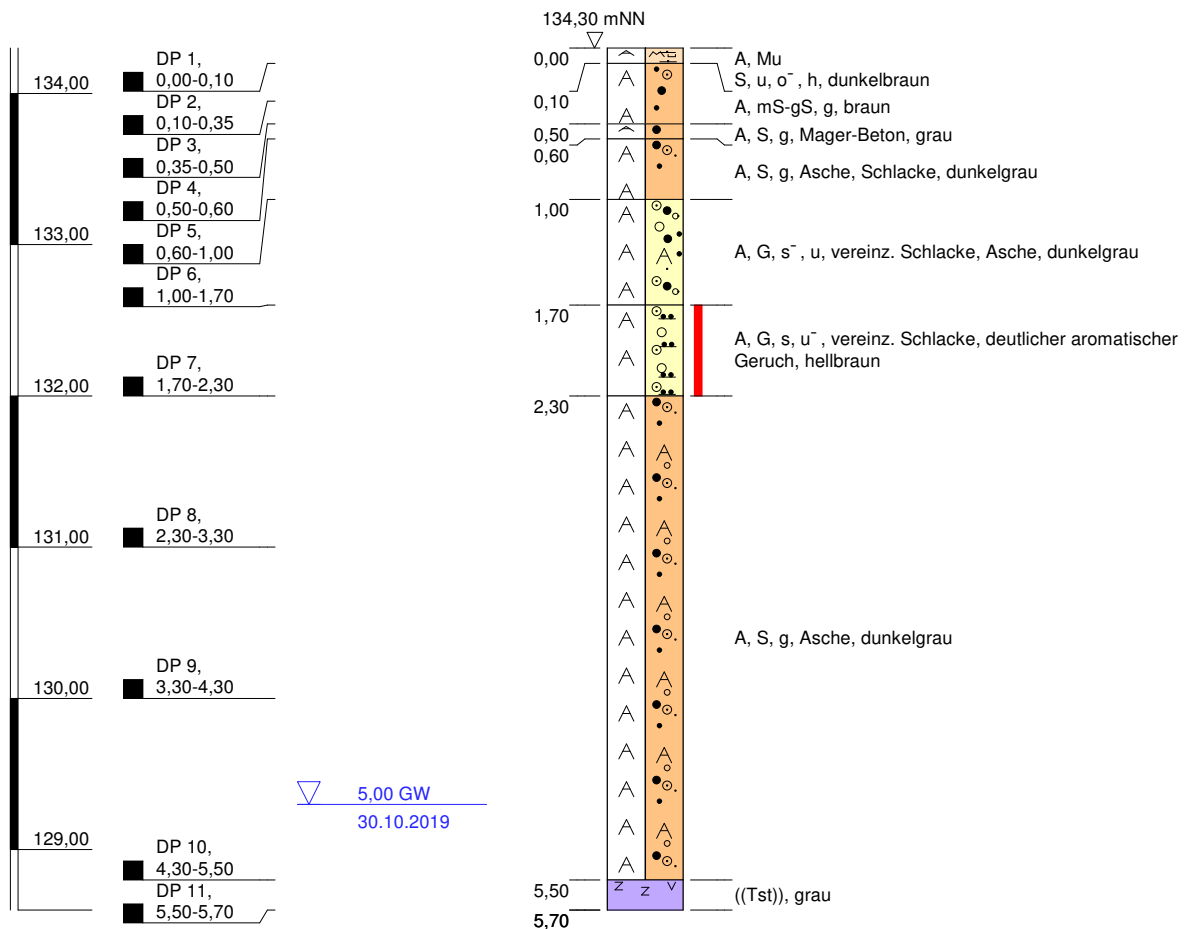 134,30 mNN
134,00
133,00
132,00
131,00
130,00
129,00
DP 1,
0,00-0,10
DP 2,
0,10-0,35
DP 3,
0,35-0,50
DP 4,
0,50-0,60
DP 5,
0,60-1,00
DP 6,
1,00-1,70
DP 7,
1,70-2,30
DP 8,
2,30-3,30
DP 9,
3,30-4,30
DP 10,
4,30-5,50
DP 11,
5,50-5,70
5,00 GW
30.10.2019
0,00
0,10
0,50
0,60
1,00
1,70
2,30
5,50
5,70
A, Mu
S, u, o⁻, h, dunkelbraun
A, mS-gS, g, braun
A, S, g, Mager-Beton, grau
A, S, g, Asche, Schlacke, dunkelgrau
A, G, s⁻, u, vereinz. Schlacke, Asche, dunkelgrau
A, G, s, u⁻, vereinz. Schlacke, deutlicher aromatischer
Geruch, hellbraun
A, S, g, Asche, dunkelgrau
((Tst)), grau